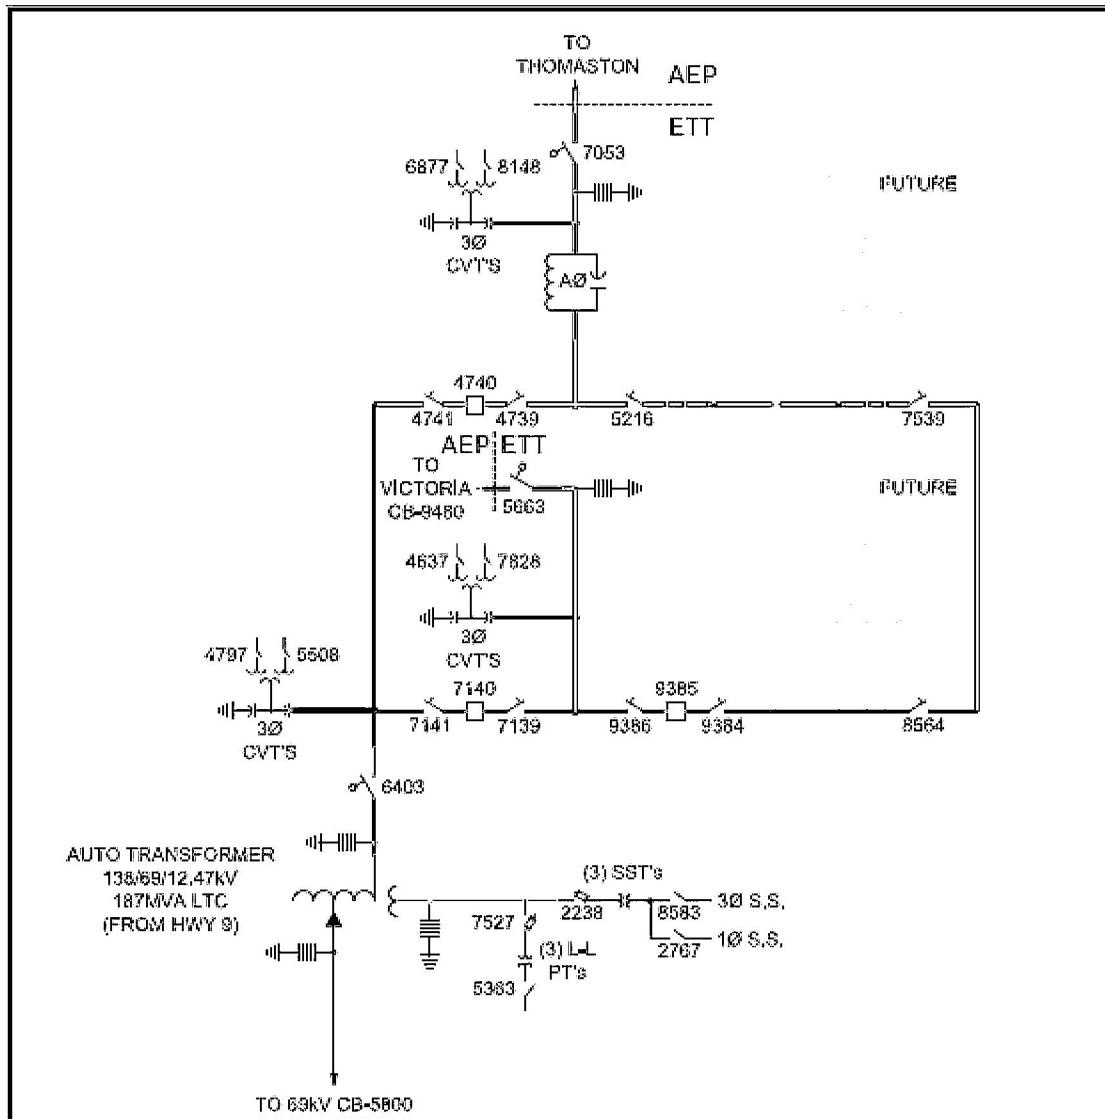 TO
THOMASTON
AEP
ETT
7053
6877
8148
FUTURE
3Ø
CVT'S
AØ
4740
4741
4739
5216
7539
AEP
ETT
TO
VICTORIA
CB-9480
5663
FUTURE
4637
7828
3Ø
CVT'S
4797
5508
7140
9385
7141
7139
9386
9384
8564
3Ø
CVT'S
6403
AUTO TRANSFORMER
138/69/12.47kV
187MVA LTC
(FROM HWY 9)
(3) SST's
7527
2238
8583
3Ø S.S.
2767
1Ø S.S.
(3) L-L
PT's
5363
TO 69kV CB-5800